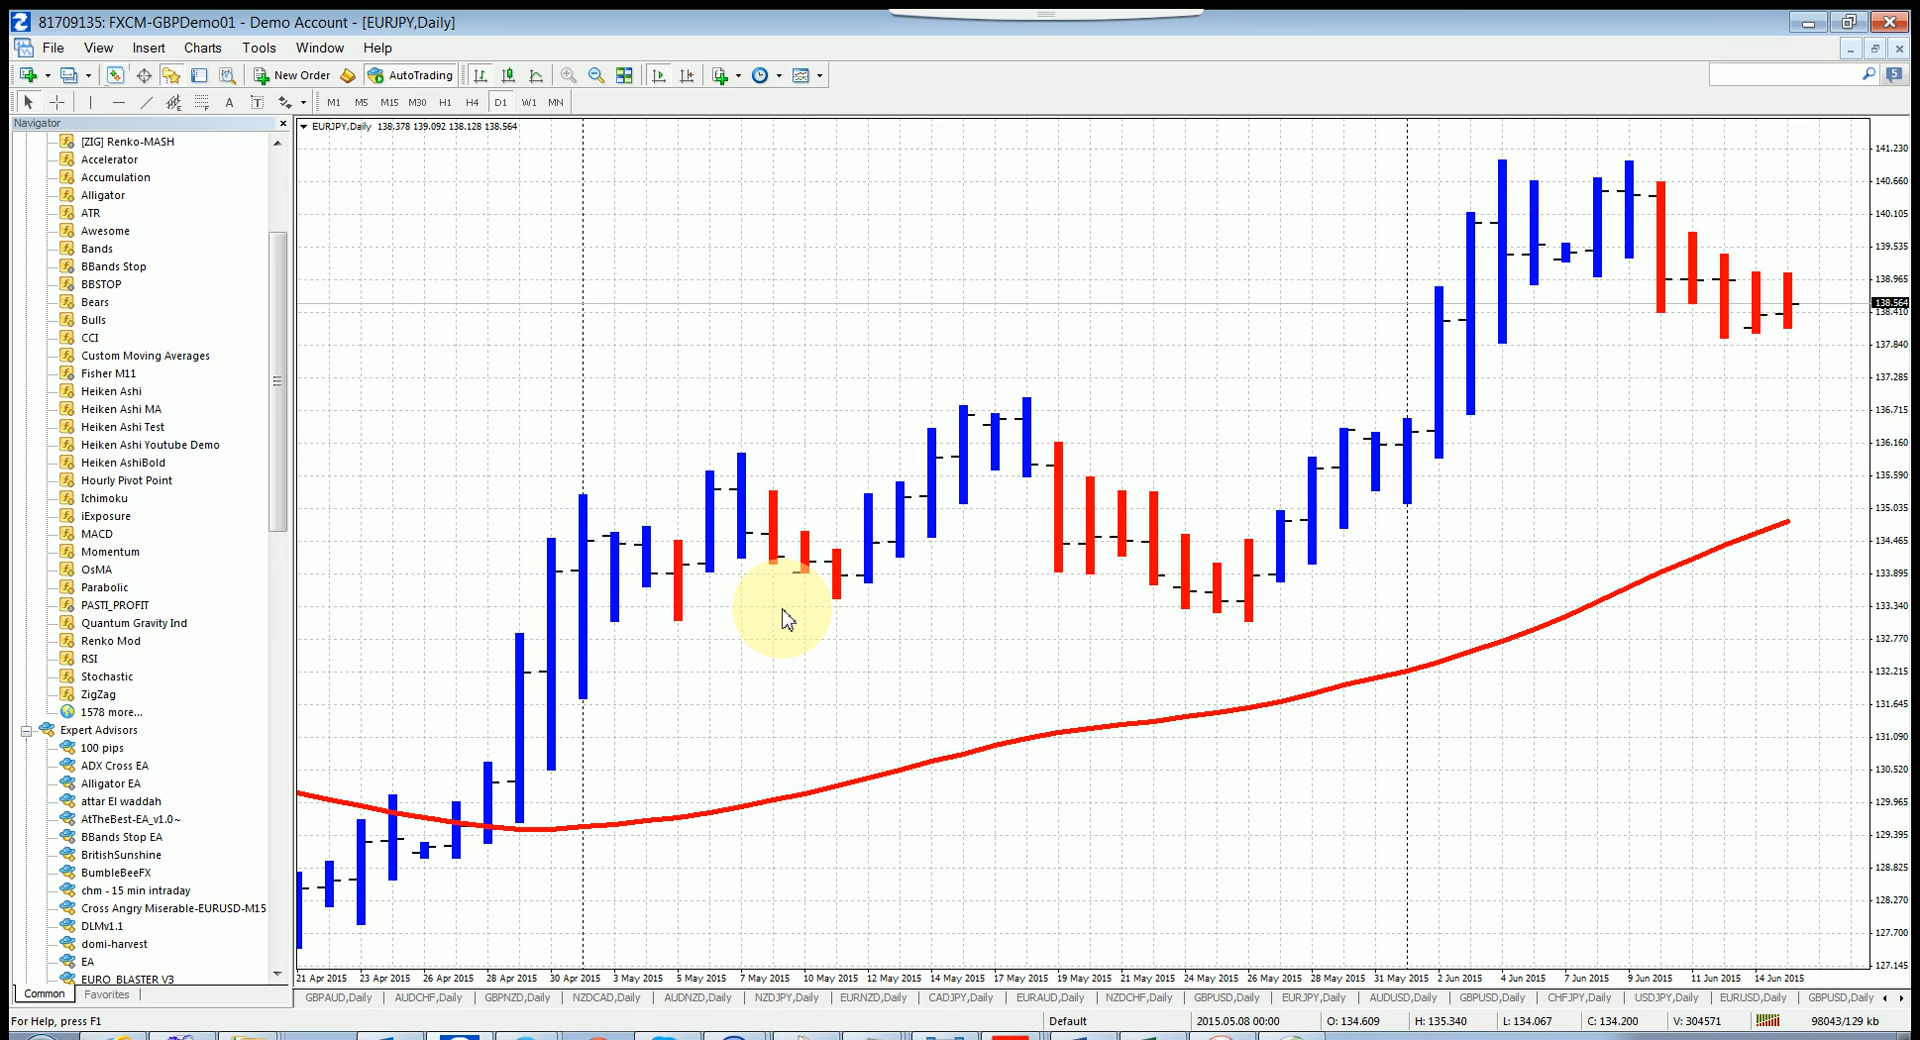 81709135: FXCM-GBPDemo01 - Demo Account - [EURJPY,Daily]
File View Insert Charts Tools Window Help
New Order AutoTrading
5
A T M1 M5 M15 M30 H1 H4 D1 W1 MN
Navigator
[ZIG] Renko-MASH
Accelerator
Accumulation
Alligator
ATR
Awesome
Bands
BBands Stop
BBSTOP
Bears
Bulls
CCI
Custom Moving Averages
Fisher M11
Heiken Ashi
Heiken Ashi MA
Heiken Ashi Test
Heiken Ashi Youtube Demo
Heiken AshiBold
Hourly Pivot Point
Ichimoku
iExposure
MACD
Momentum
OsMA
Parabolic
PASTI_PROFIT
Quantum Gravity Ind
Renko Mod
RSI
Stochastic
ZigZag
1578 more...
Expert Advisors
100 pips
ADX Cross EA
Alligator EA
attar El waddah
AtTheBest-EA_v1.0~
BBands Stop EA
BritishSunshine
BumbleBeeFX
chm - 15 min intraday
Cross Angry Miserable-EURUSD-M15
DLMv1.1
domi-harvest
EA
EURO_BLASTER V3
Common Favorites
EURJPY,Daily 138.378 139.092 138.128 138.564
141.230
140.660
140.105
139.535
138.965
138.564
138.410
137.840
137.285
136.715
136.160
135.590
135.035
134.465
133.895
133.340
132.770
132.215
131.645
131.090
130.520
129.965
129.395
128.825
128.270
127.700
127.145
21 Apr 2015 23 Apr 2015 26 Apr 2015 28 Apr 2015 30 Apr 2015 3 May 2015 5 May 2015 7 May 2015 10 May 2015 12 May 2015 14 May 2015 17 May 2015 19 May 2015 21 May 2015 24 May 2015 26 May 2015 28 May 2015 31 May 2015 2 Jun 2015 4 Jun 2015 7 Jun 2015 9 Jun 2015 11 Jun 2015 14 Jun 2015
GBPAUD,Daily AUDCHF,Daily GBPNZD,Daily NZDCAD,Daily AUDNZD,Daily NZDJPY,Daily EURNZD,Daily CADJPY,Daily EURAUD,Daily NZDCHF,Daily GBPUSD,Daily EURJPY,Daily AUDUSD,Daily GBPUSD,Daily CHFJPY,Daily USDJPY,Daily EURUSD,Daily GBPUSD,Daily
For Help, press F1 Default 2015.05.08 00:00 O: 134.609 H: 135.340 L: 134.067 C: 134.200 V: 304571 98043/129 kb